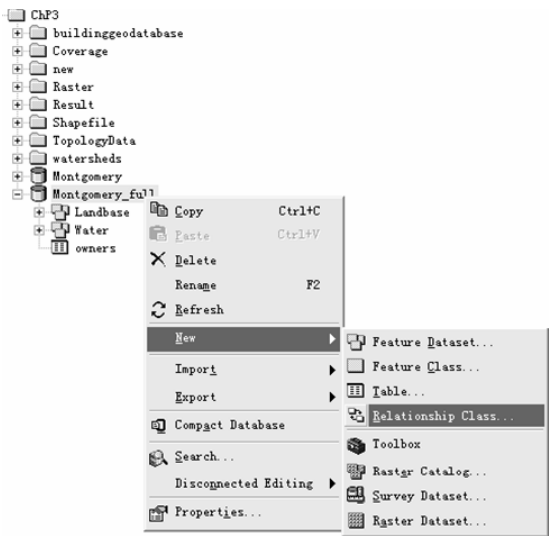 ChP3
buildinggeodatabase
Coverage
new
Raster
Result
Shapefile
TopologyData
watersheds
Montgomery
Montgomery_full
Landbase
Water
owners
Copy Ctrl+C
Paste Ctrl+V
Delete
Rename F2
Refresh
New
Import
Export
Compact Database
Search...
Disconnected Editing
Properties...
Feature Dataset...
Feature Class...
Table...
Relationship Class...
Toolbox
Raster Catalog...
Survey Dataset...
Raster Dataset...